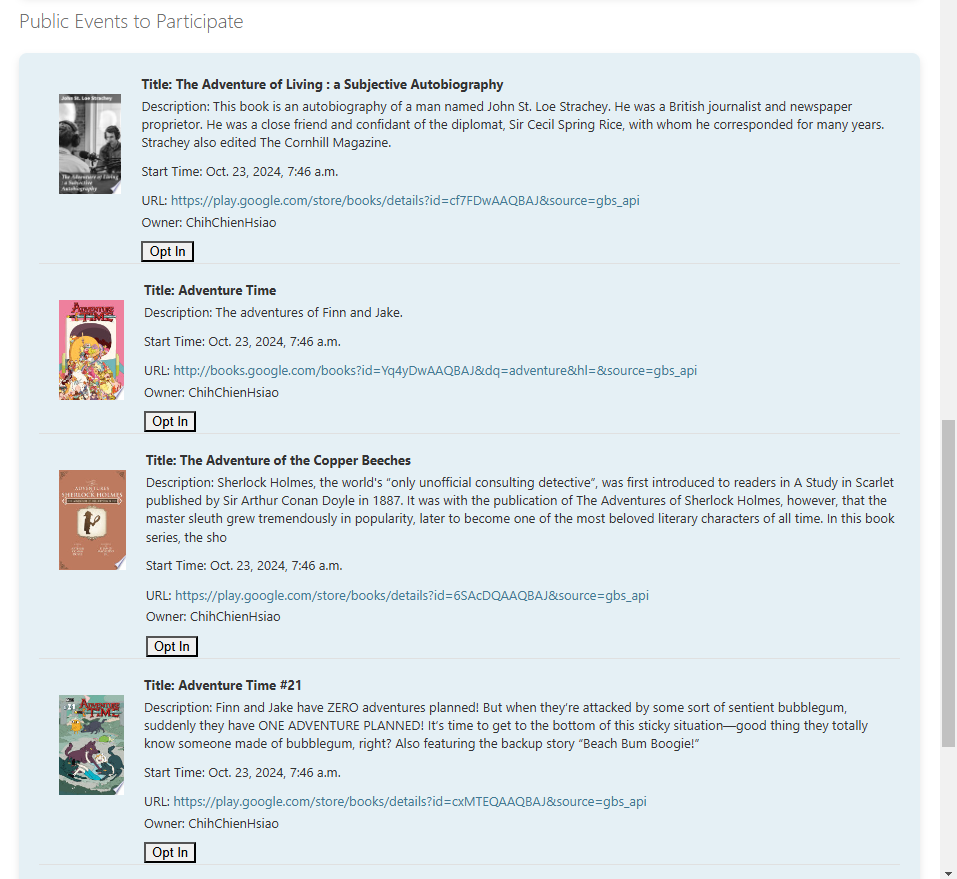 Public Events to Participate
John St. Loe Strachey
The Adventure of Living
: a Subjective
Autobiography
Title: The Adventure of Living : a Subjective Autobiography
Description: This book is an autobiography of a man named John St. Loe Strachey. He was a British journalist and newspaper
proprietor. He was a close friend and confidant of the diplomat, Sir Cecil Spring Rice, with whom he corresponded for many years.
Strachey also edited The Cornhill Magazine.
Start Time: Oct. 23, 2024, 7:46 a.m.
URL: https://play.google.com/store/books/details?id=cf7FDwAAQBAJ&source=gbs_api
Owner: ChihChienHsiao
Opt In
ADVENTURE
TIME
Title: Adventure Time
Description: The adventures of Finn and Jake.
Start Time: Oct. 23, 2024, 7:46 a.m.
URL: http://books.google.com/books?id=Yq4yDwAAQBAJ&dq=adventure&hl=&source=gbs_api
Owner: ChihChienHsiao
Opt In
ADVENTURES
SHERLOCK HOLMES
Title: The Adventure of the Copper Beeches
Description: Sherlock Holmes, the world's “only unofficial consulting detective”, was first introduced to readers in A Study in Scarlet
published by Sir Arthur Conan Doyle in 1887. It was with the publication of The Adventures of Sherlock Holmes, however, that the
master sleuth grew tremendously in popularity, later to become one of the most beloved literary characters of all time. In this book
series, the sho
Start Time: Oct. 23, 2024, 7:46 a.m.
URL: https://play.google.com/store/books/details?id=6SAcDQAAQBAJ&source=gbs_api
Owner: ChihChienHsiao
Opt In
ADVENTURE
TIME
Title: Adventure Time #21
Description: Finn and Jake have ZERO adventures planned! But when they're attacked by some sort of sentient bubblegum,
suddenly they have ONE ADVENTURE PLANNED! It’s time to get to the bottom of this sticky situation—good thing they totally
know someone made of bubblegum, right? Also featuring the backup story “Beach Bum Boogie!”
Start Time: Oct. 23, 2024, 7:46 a.m.
URL: https://play.google.com/store/books/details?id=cxMTEQAAQBAJ&source=gbs_api
Owner: ChihChienHsiao
Opt In